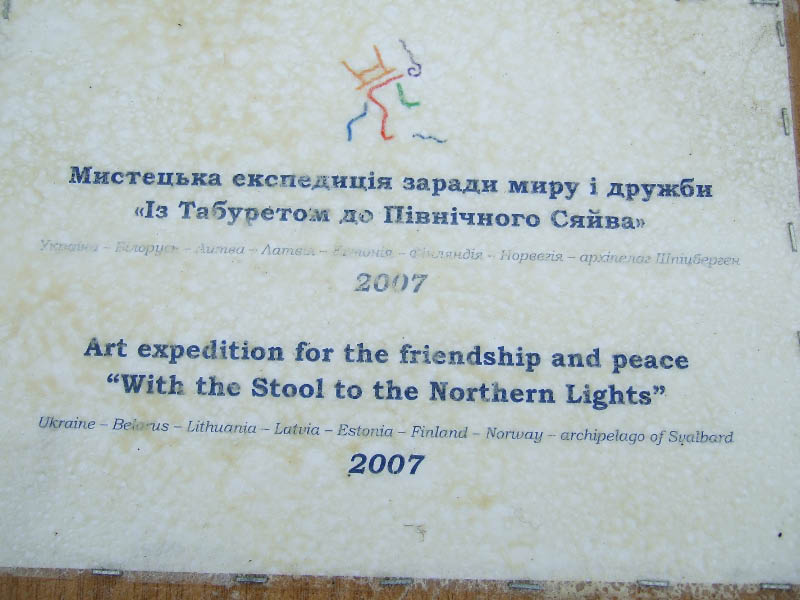 Мистецька експедиція заради миру і дружби
«Із Табуретом до Північного Сяйва»
Україна – Білорусь – Литва – Латвія – Естонія – Фінляндія – Норвегія – архіпелаг Шпіцберген
2007
Art expedition for the friendship and peace
“With the Stool to the Northern Lights”
Ukraine – Belarus – Lithuania – Latvia – Estonia – Finland – Norway – archipelago of Svalbard
2007